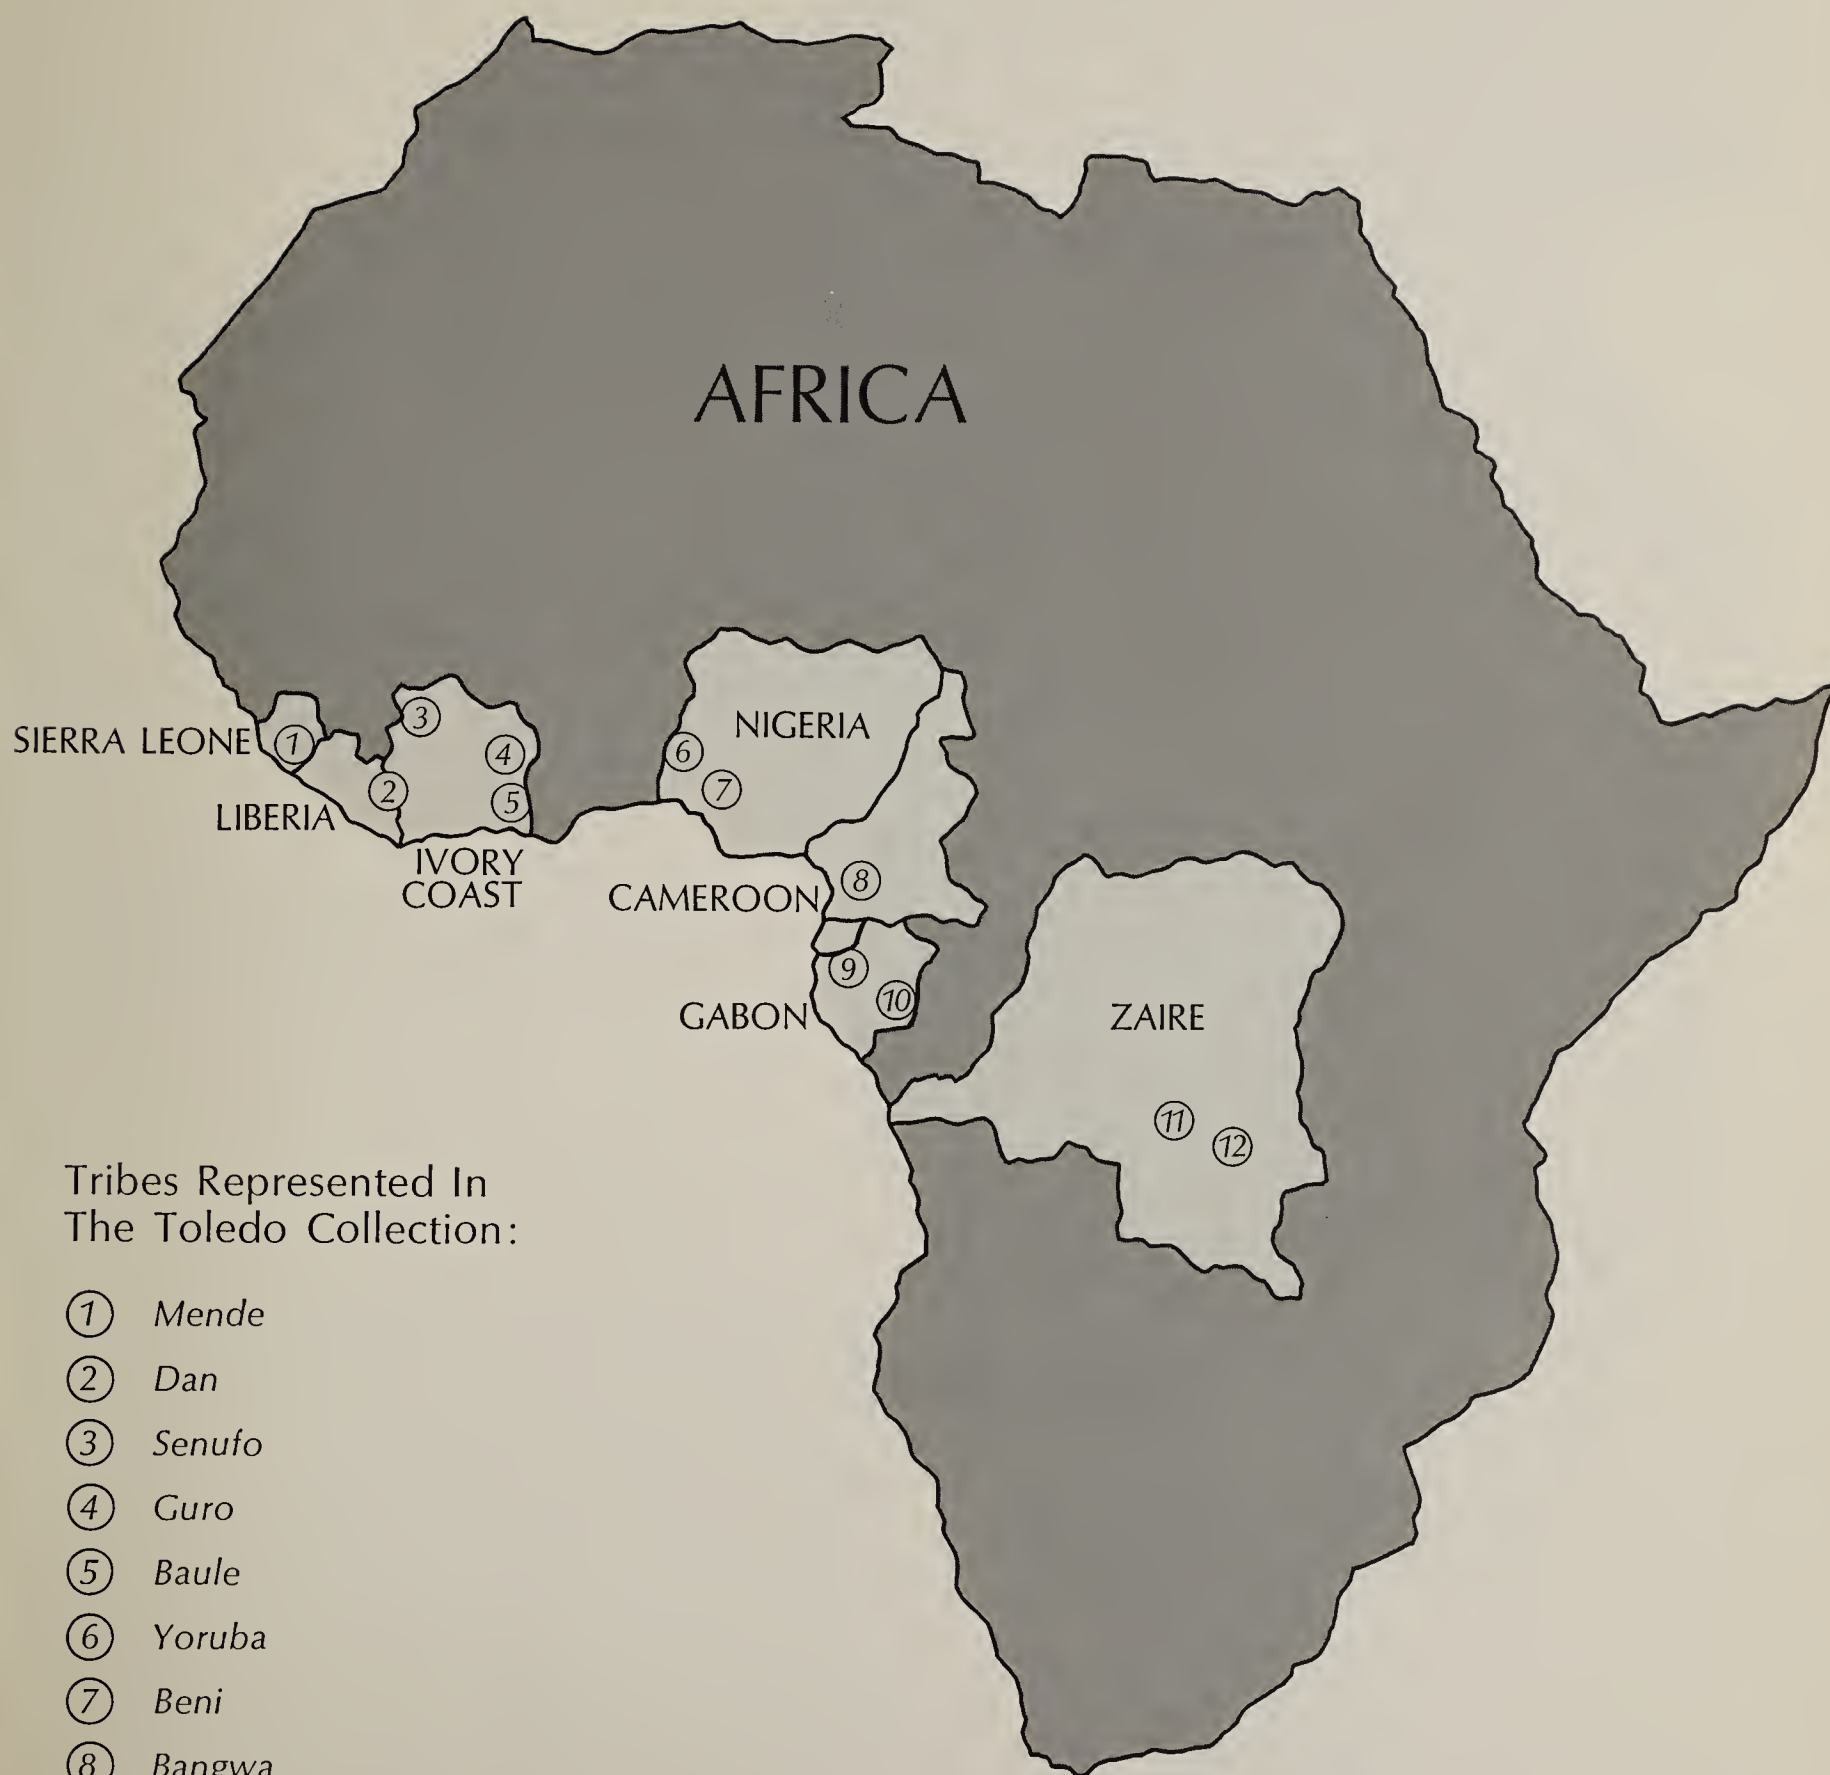 AFRICA
SIERRA LEONE
1
2
3
4
5
LIBERIA
IVORY
COAST
6
7
NIGERIA
CAMEROON
8
9
10
GABON
ZAIRE
11
12
Tribes Represented In
The Toledo Collection:
1 Mende
2 Dan
3 Senufo
4 Guro
5 Baule
6 Yoruba
7 Beni
8 Bangwa